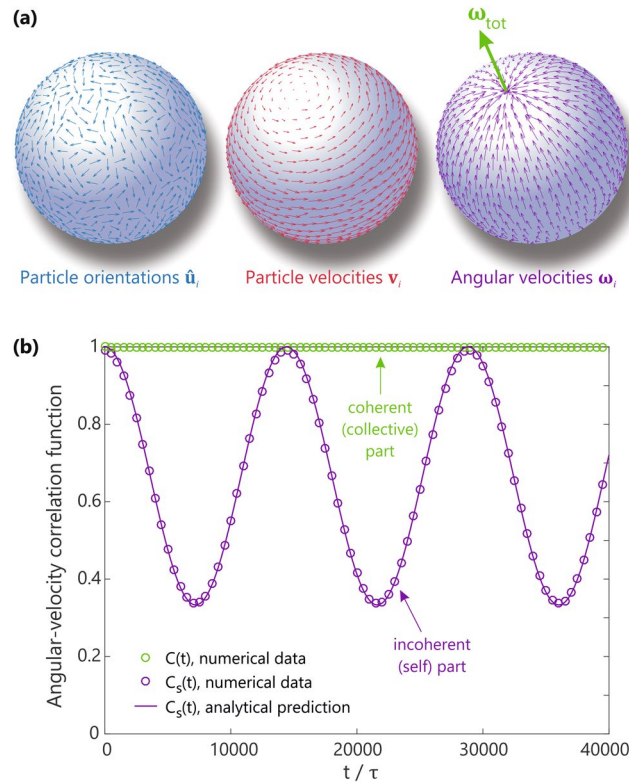 (a)
ω_tot
Particle orientations û_i
Particle velocities v_i
Angular velocities ω_i
(b)
Angular-velocity correlation function
1
0.8
0.6
0.4
0.2
0
coherent
(collective)
part
incoherent
(self) part
C(t), numerical data
C_s(t), numerical data
C_s(t), analytical prediction
0
10000
20000
30000
40000
t / τ